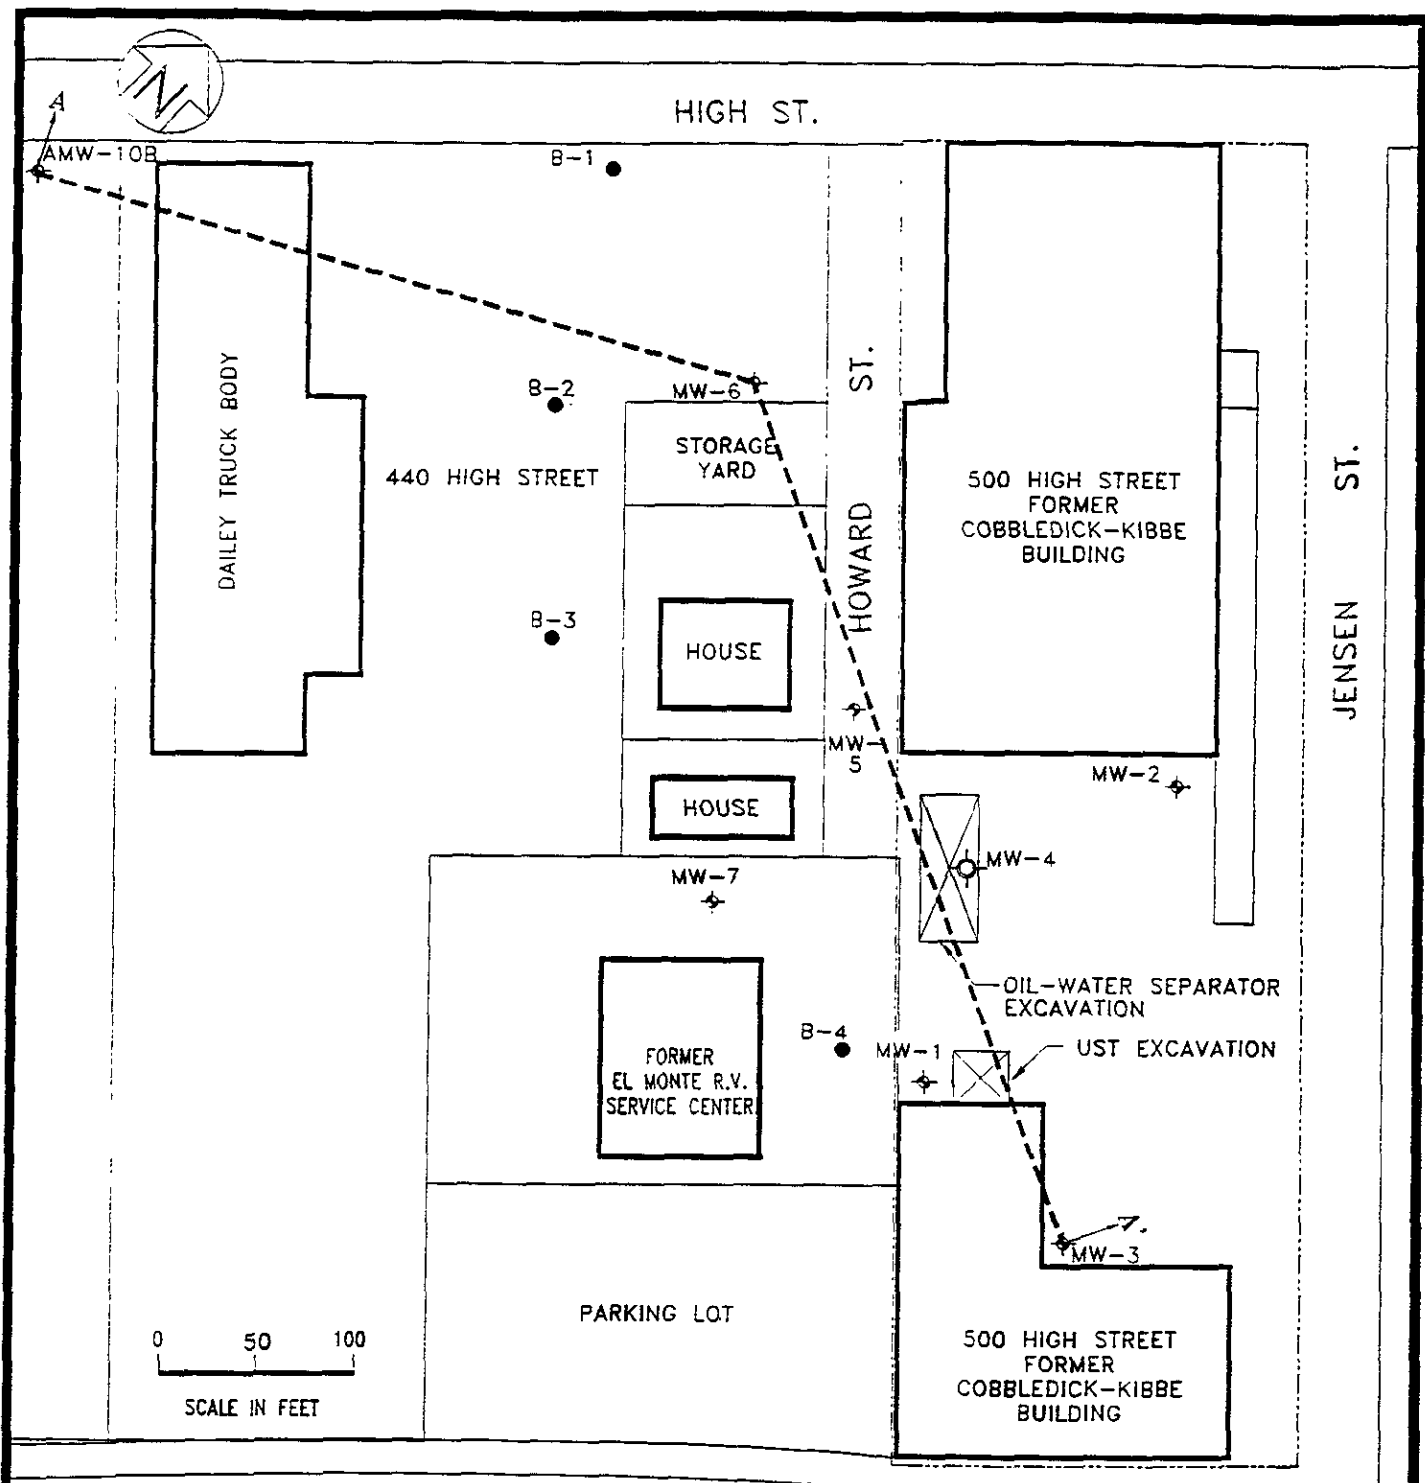 N
A
HIGH ST.
AMW-10B
B-1
DAILEY TRUCK BODY
B-2
MW-6
STORAGE
YARD
440 HIGH STREET
HOWARD ST.
500 HIGH STREET
FORMER
COBBLEDICK-KIBBE
BUILDING
JENSEN ST.
B-3
HOUSE
MW-
5
MW-2
HOUSE
MW-4
MW-7
OIL-WATER SEPARATOR
EXCAVATION
B-4
MW-1
UST EXCAVATION
FORMER
EL MONTE R.V.
SERVICE CENTER
MW-3
PARKING LOT
0 50 100
SCALE IN FEET
500 HIGH STREET
FORMER
COBBLEDICK-KIBBE
BUILDING